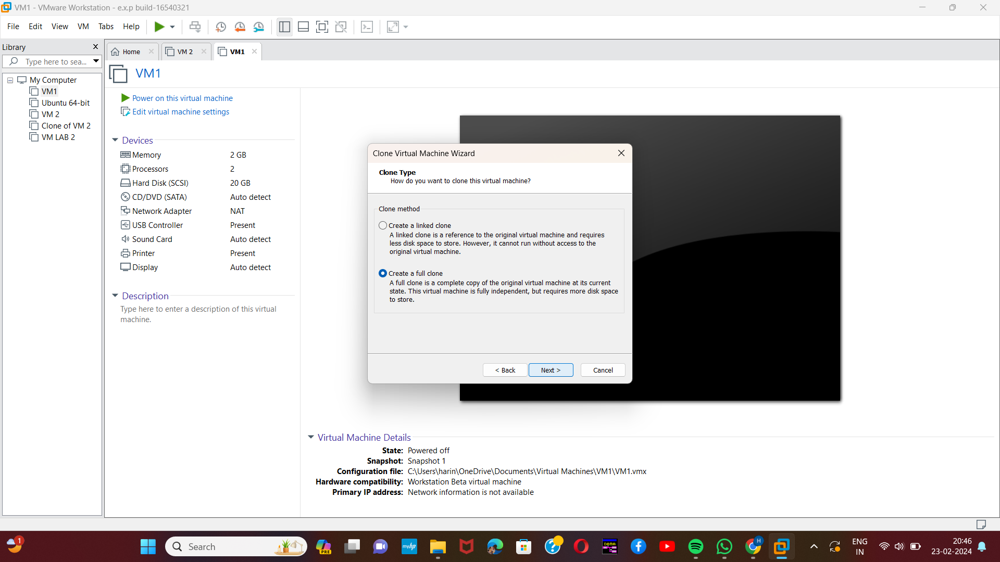 VM1 - VMware Workstation - e.x.p build-16540321
File Edit View VM Tabs Help
Library
Type here to sea...
My Computer
VM1
Ubuntu 64-bit
VM 2
Clone of VM 2
VM LAB 2
Home
VM 2
VM1
VM1
Power on this virtual machine
Edit virtual machine settings
Devices
Memory 2 GB
Processors 2
Hard Disk (SCSI) 20 GB
CD/DVD (SATA) Auto detect
Network Adapter NAT
USB Controller Present
Sound Card Auto detect
Printer Present
Display Auto detect
Description
Type here to enter a description of this virtual
machine.
Clone Virtual Machine Wizard
Clone Type
How do you want to clone this virtual machine?
Clone method
Create a linked clone
A linked clone is a reference to the original virtual machine and requires
less disk space to store. However, it cannot run without access to the
original virtual machine.
Create a full clone
A full clone is a complete copy of the original virtual machine at its current
state. This virtual machine is fully independent, but requires more disk space
to store.
< Back Next > Cancel
Virtual Machine Details
State: Powered off
Snapshot: Snapshot 1
Configuration file: C:\Users\harin\OneDrive\Documents\Virtual Machines\VM1\VM1.vmx
Hardware compatibility: Workstation Beta virtual machine
Primary IP address: Network information is not available
1
Search
PRE
myhp
DATA
H
ENG
IN
20:46
23-02-2024